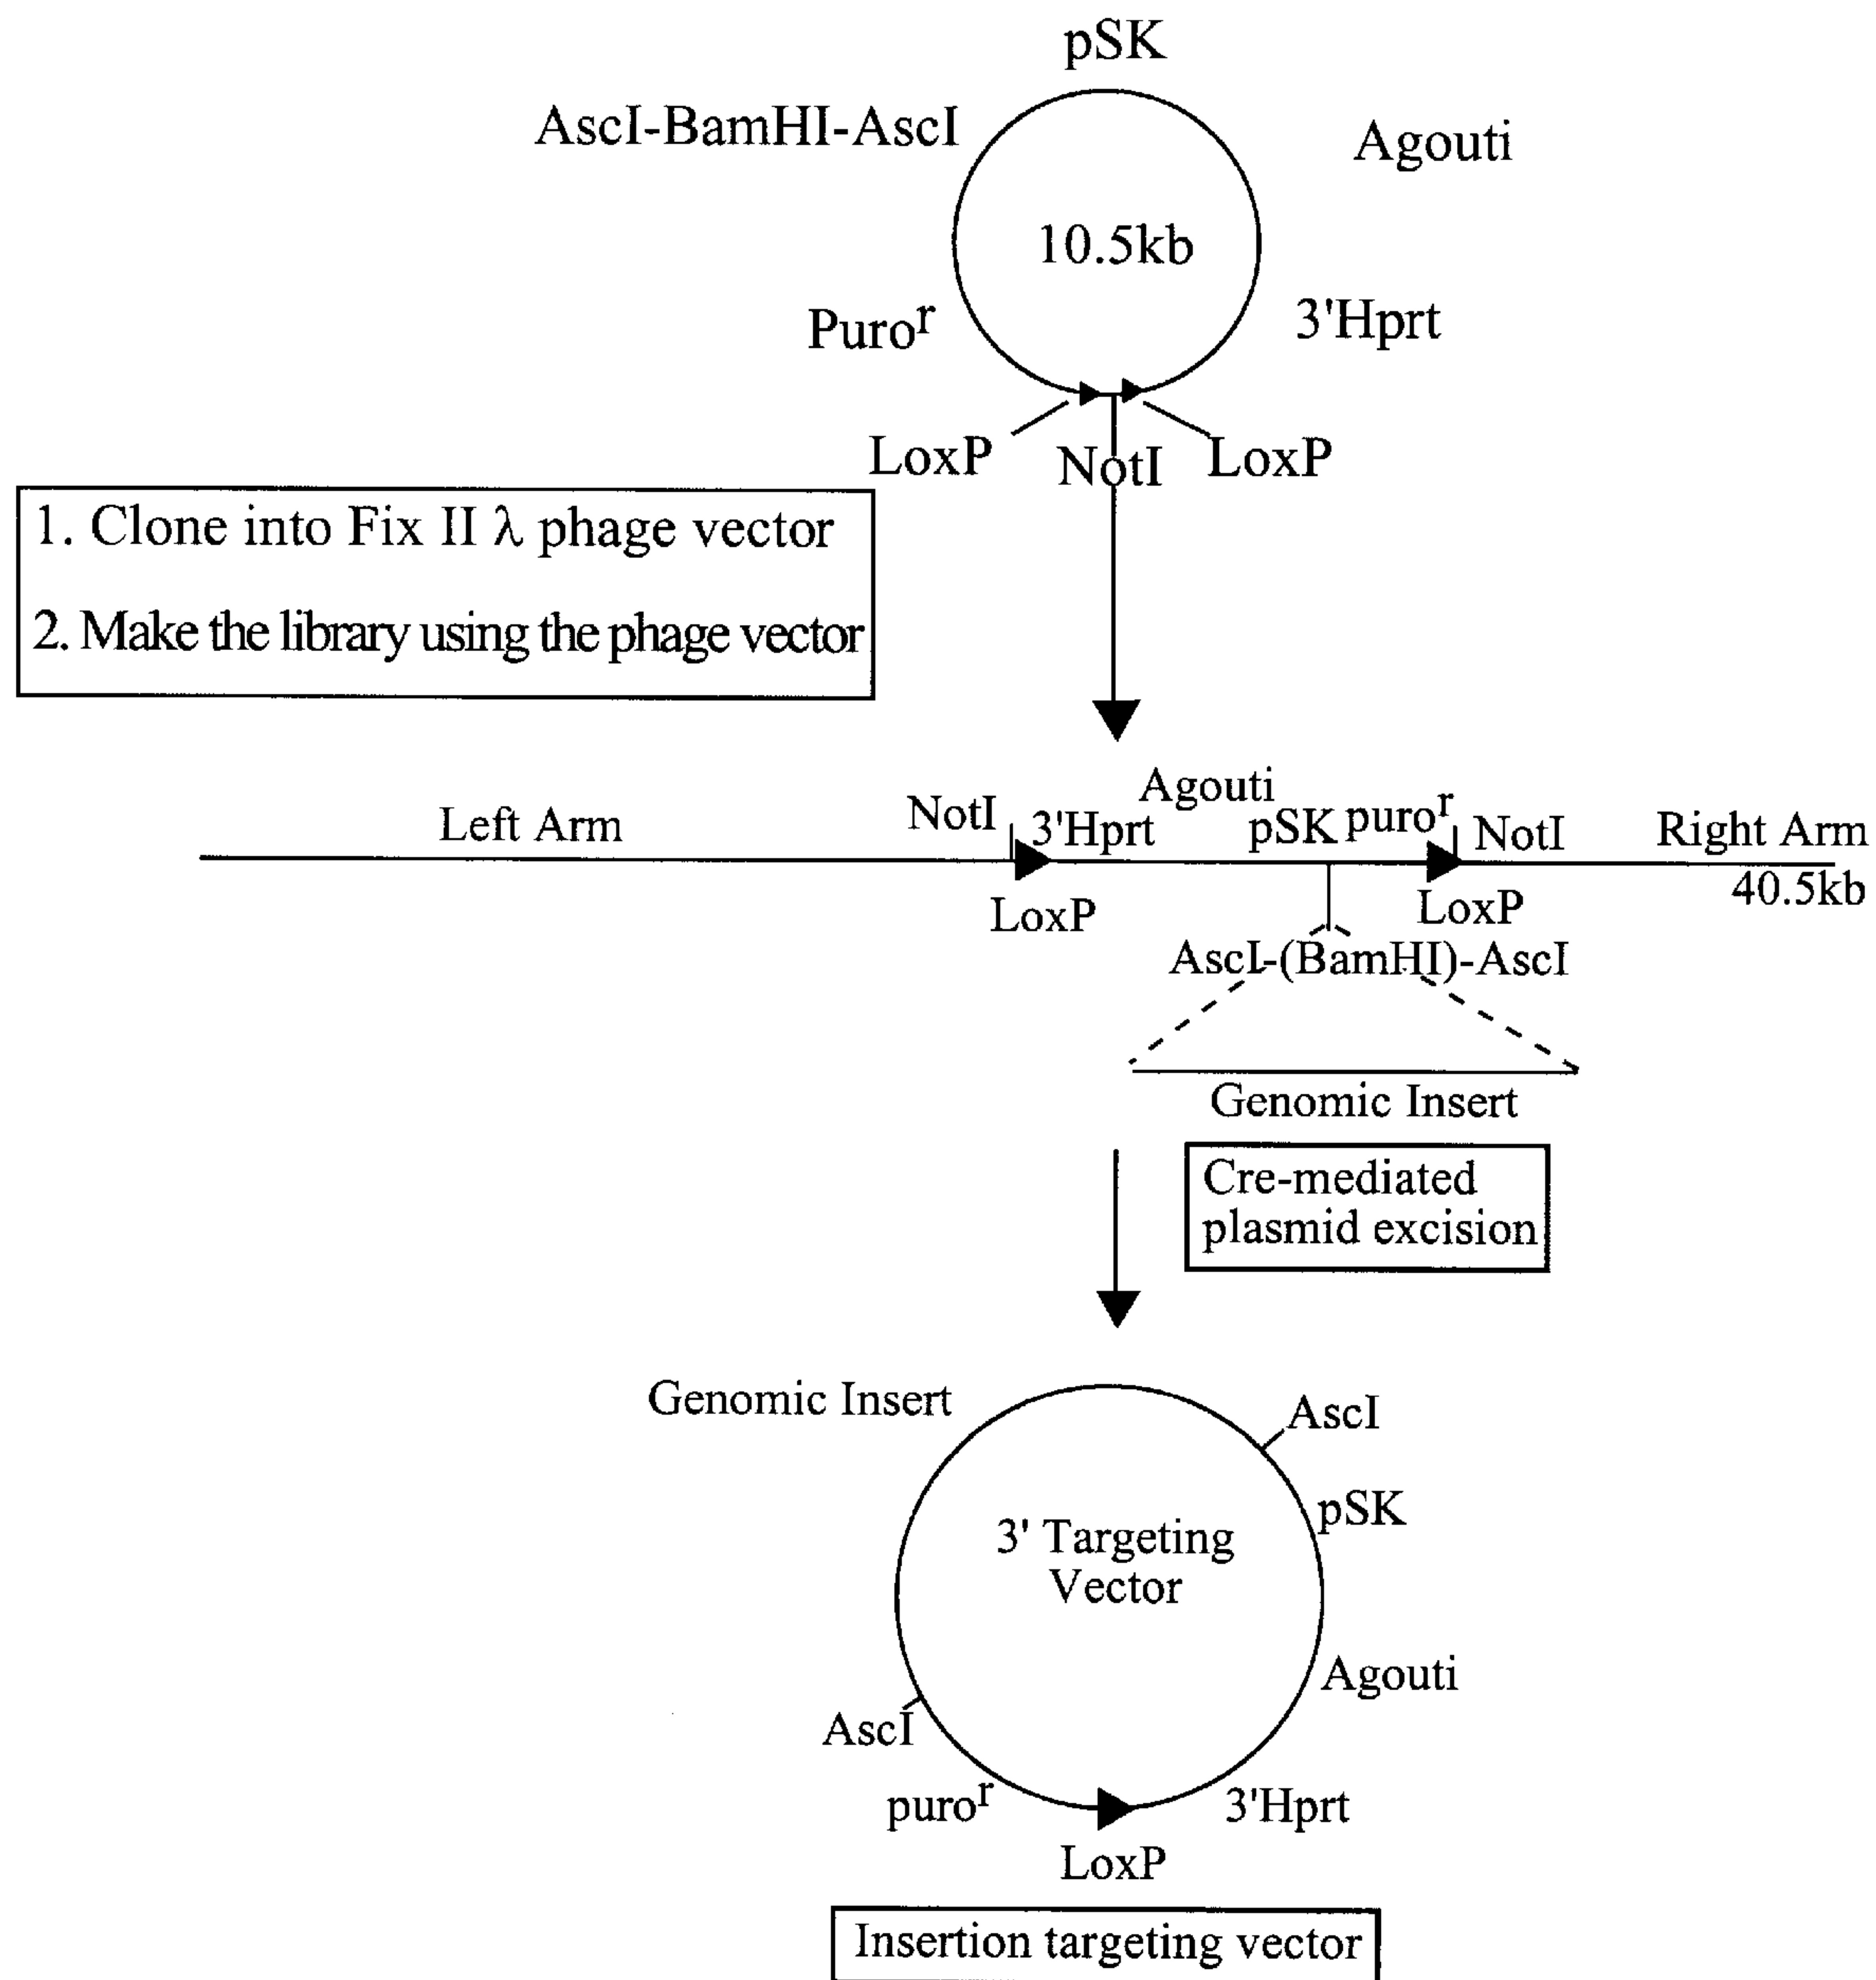 pSK
AscI-BamHI-AscI
Agouti
10.5kb
Puroʳ
3'Hprt
LoxP
NotI
LoxP
1. Clone into Fix II λ phage vector
2. Make the library using the phage vector
Agouti
Left Arm
NotI
3'Hprt
pSK
puroʳ
NotI
Right Arm
40.5kb
LoxP
LoxP
AscI-(BamHI)-AscI
Genomic Insert
Cre-mediated
plasmid excision
Genomic Insert
AscI
pSK
3' Targeting
Vector
Agouti
AscI
puroʳ
3'Hprt
LoxP
Insertion targeting vector